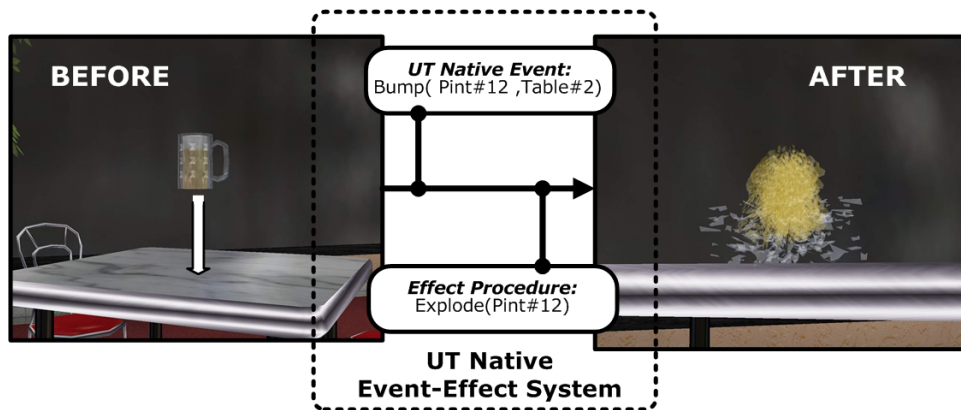 BEFORE
UT Native Event:
Bump( Pint#12 ,Table#2)
AFTER
Effect Procedure:
Explode(Pint#12)
UT Native
Event-Effect System